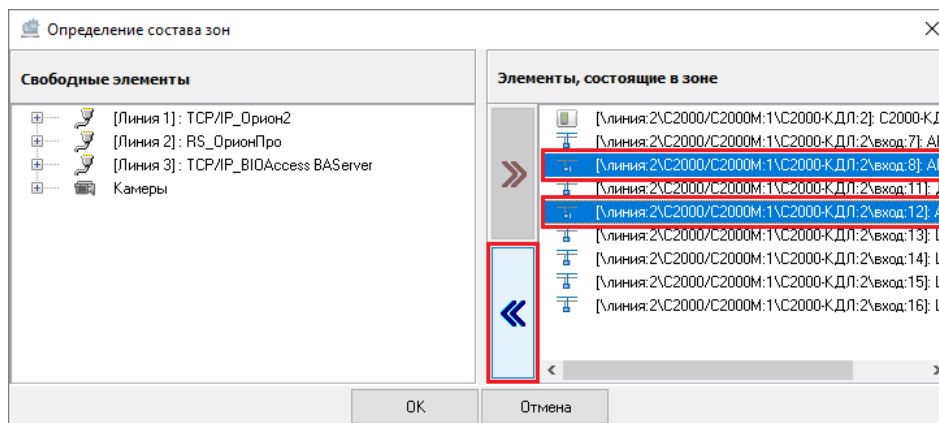 Определение состава зон
Свободные элементы
[Линия 1] : TCP/IP_Орион2
[Линия 2] : RS_ОрионПро
[Линия 3] : TCP/IP_BIOAccess BAServer
Камеры
Элементы, состоящие в зоне
[\линия:2\С2000/С2000М:1\С2000-КДЛ:2]: С2000-КД
[\линия:2\С2000/С2000М:1\С2000-КДЛ:2\вход:7]: А
[\линия:2\С2000/С2000М:1\С2000-КДЛ:2\вход:8]: А
[\линия:2\С2000/С2000М:1\С2000-КДЛ:2\вход:11]:
[\линия:2\С2000/С2000М:1\С2000-КДЛ:2\вход:12]: А
[\линия:2\С2000/С2000М:1\С2000-КДЛ:2\вход:13]:
[\линия:2\С2000/С2000М:1\С2000-КДЛ:2\вход:14]:
[\линия:2\С2000/С2000М:1\С2000-КДЛ:2\вход:15]:
[\линия:2\С2000/С2000М:1\С2000-КДЛ:2\вход:16]:
OK
Отмена